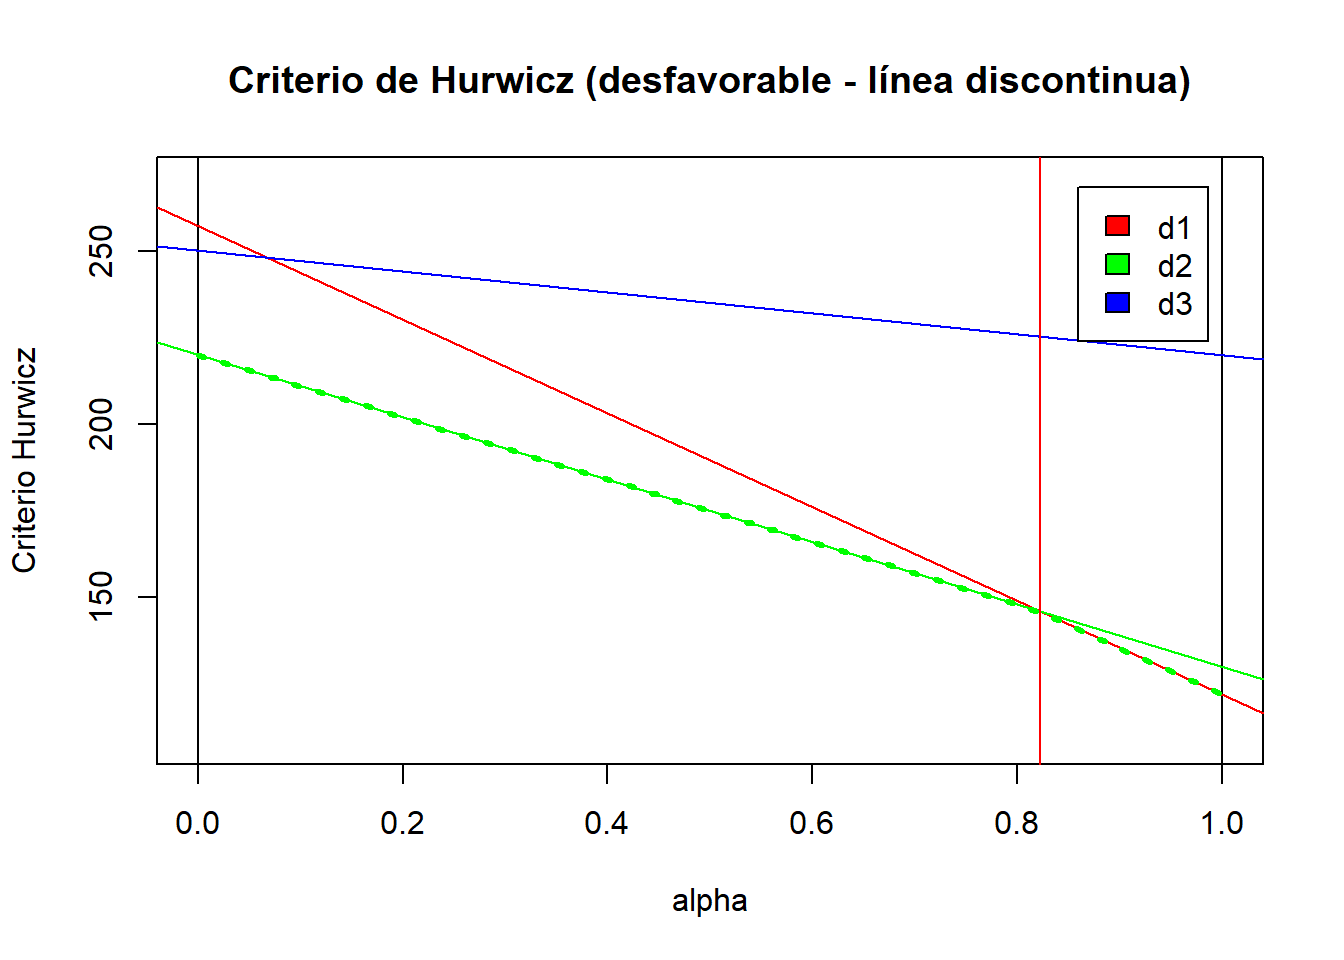 Criterio de Hurwicz (desfavorable - línea discontinua)
Criterio Hurwicz
250
200
150
d1
d2
d3
0.0 0.2 0.4 0.6 0.8 1.0
alpha